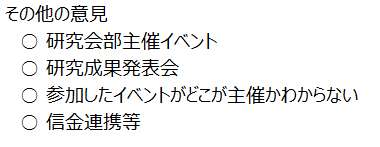 その他の意見
○ 研究会部主催イベント
○ 研究成果発表会
○ 参加したイベントがどこが主催かわからない
○ 信金連携等